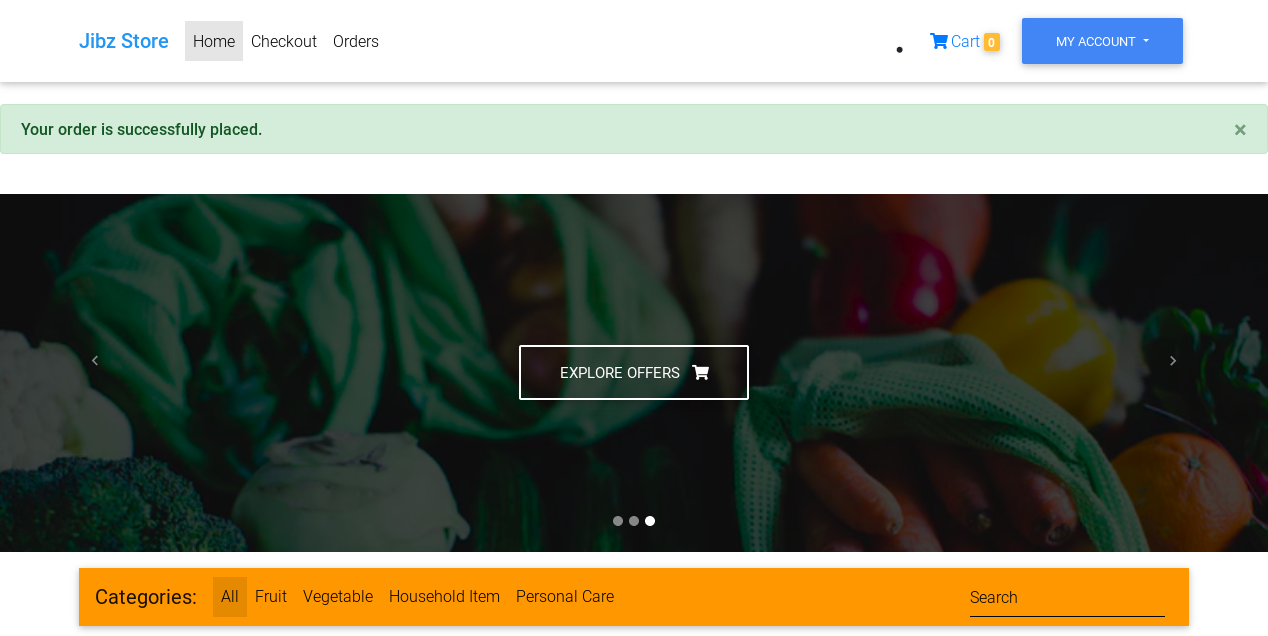 Jibz Store Home Checkout Orders Cart 0 MY ACCOUNT
Your order is successfully placed. ×
EXPLORE OFFERS
Categories: All Fruit Vegetable Household Item Personal Care Search